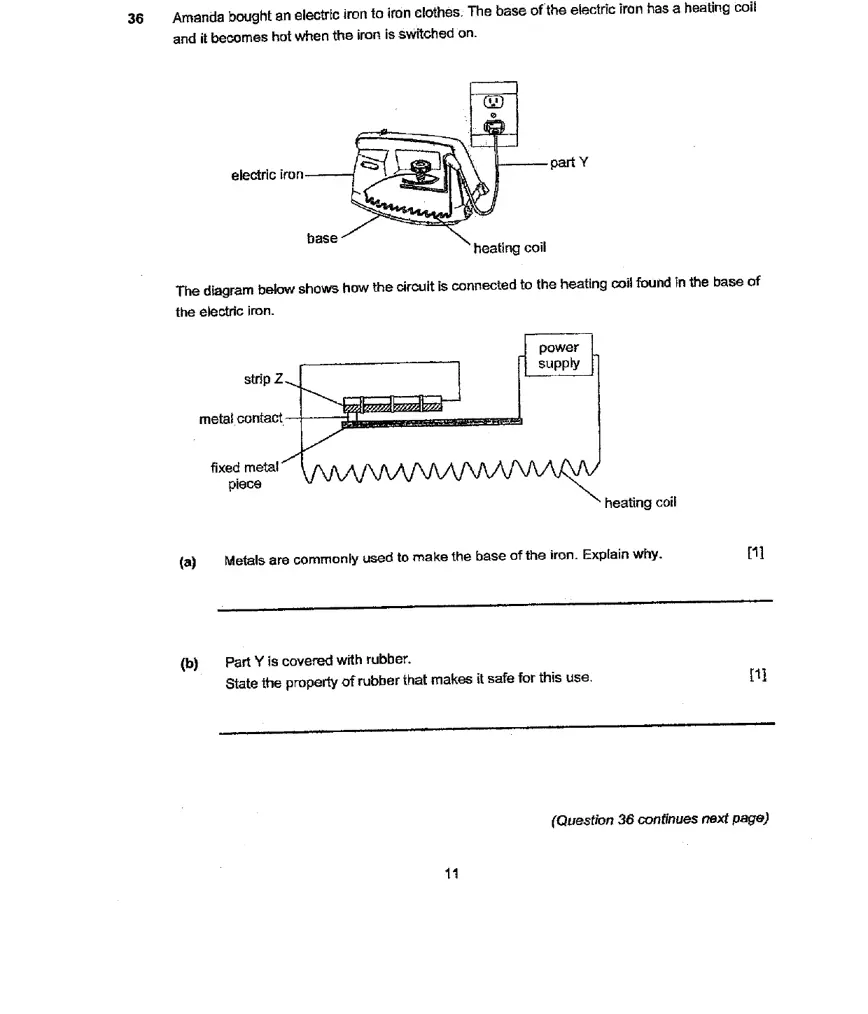 36 Amanda bought an electric iron to iron clothes. The base of the electric iron has a heating coil
and it becomes hot when the iron is switched on.
electric iron
part Y
base
heating coil
The diagram below shows how the circuit is connected to the heating coil found in the base of
the electric iron.
power
supply
strip Z
metal contact
fixed metal
piece
heating coil
(a) Metals are commonly used to make the base of the iron. Explain why. [1]
(b) Part Y is covered with rubber.
State the property of rubber that makes it safe for this use. [1]
(Question 36 continues next page)
11